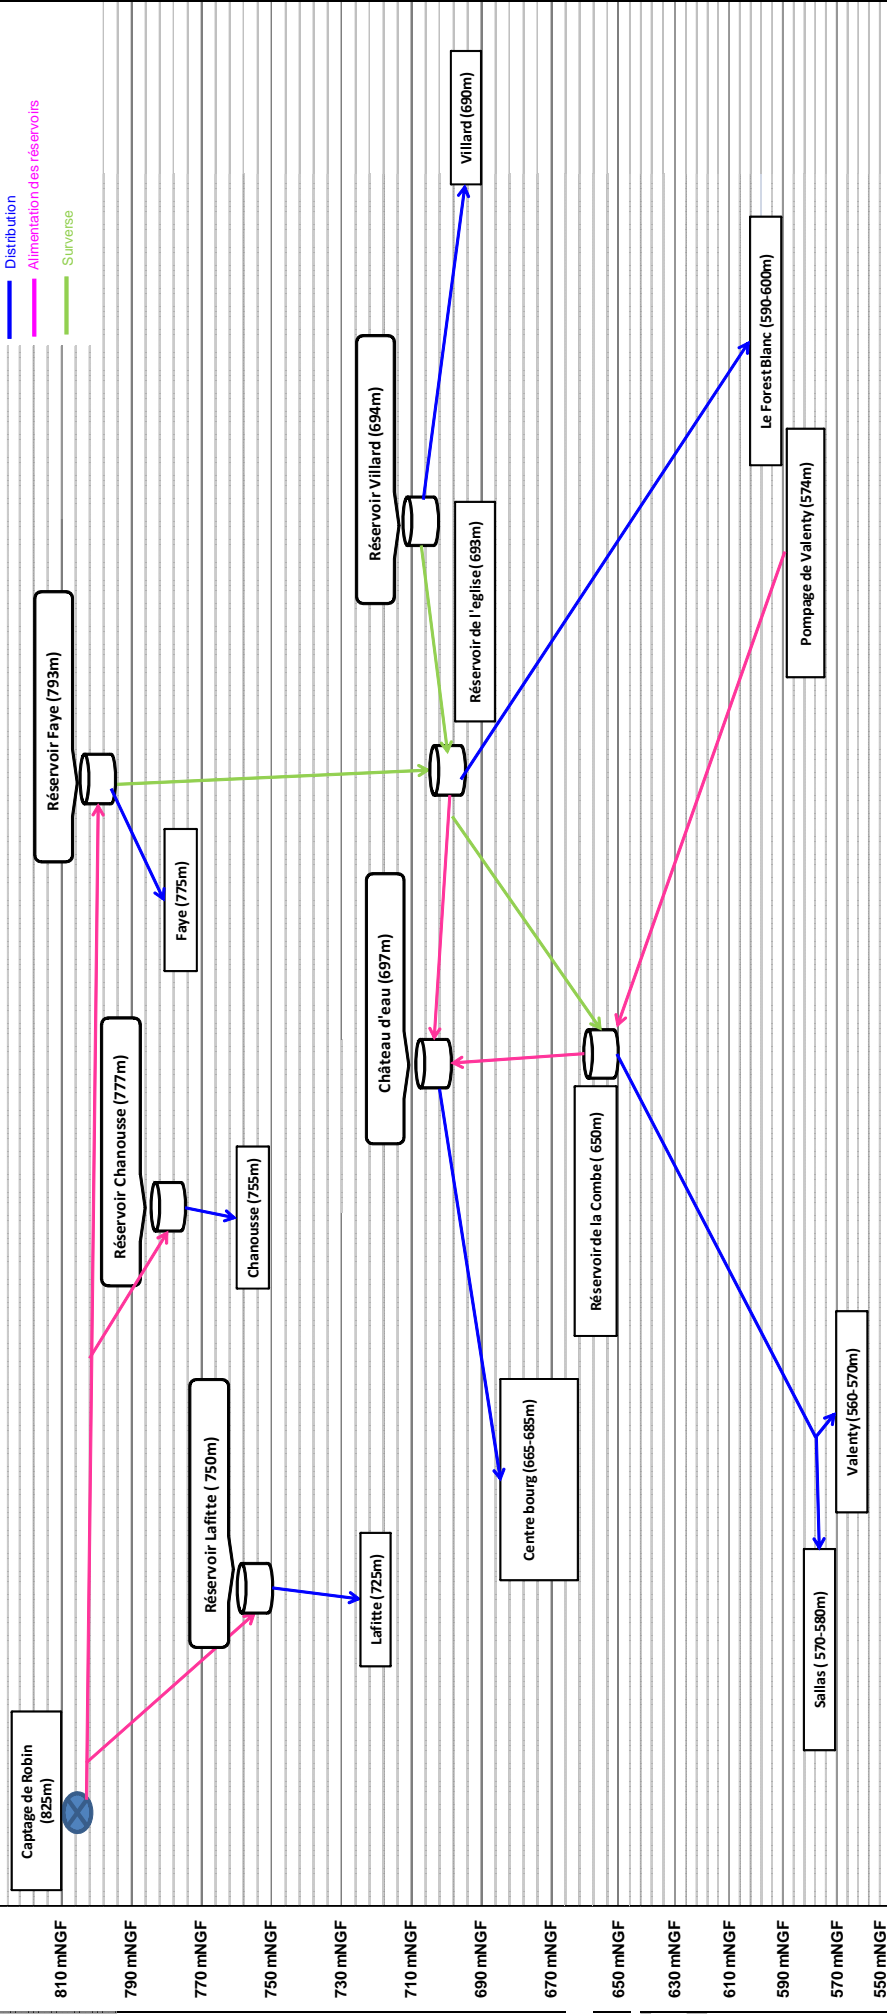 Distribution
Alimentation des réservoirs
Surverse
Captage de Robin
(825m)
Réservoir Faye (793m)
Faye (775m)
Réservoir Chanousse (777m)
Chanousse (755m)
Réservoir Lafitte ( 750m)
Lafitte (725m)
Réservoir Villard (694m)
Villard (690m)
Réservoir de l'eglise ( 693m)
Château d'eau (697m)
Centre bourg (665-685m)
Réservoir de la Combe ( 650m)
Le Forest Blanc (590-600m)
Pompage de Valenty (574m)
Sallas ( 570-580m)
Valenty (560-570m)
810 mNGF
790 mNGF
770 mNGF
750 mNGF
730 mNGF
710 mNGF
690 mNGF
670 mNGF
650 mNGF
630 mNGF
610 mNGF
590 mNGF
570 mNGF
550 mNGF